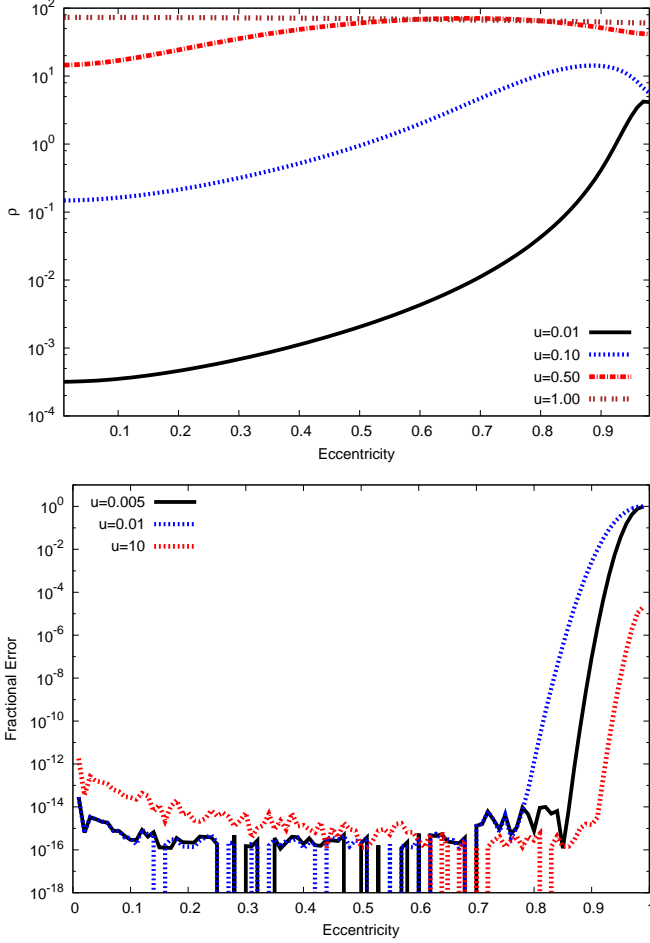 10^2
10^1
10^0
10^-1
10^-2
10^-3
10^-4
ρ
u=0.01
u=0.10
u=0.50
u=1.00
0.1 0.2 0.3 0.4 0.5 0.6 0.7 0.8 0.9
Eccentricity
10^0
10^-2
10^-4
10^-6
10^-8
10^-10
10^-12
10^-14
10^-16
10^-18
Fractional Error
u=0.005
u=0.01
u=10
0 0.1 0.2 0.3 0.4 0.5 0.6 0.7 0.8 0.9 1
Eccentricity